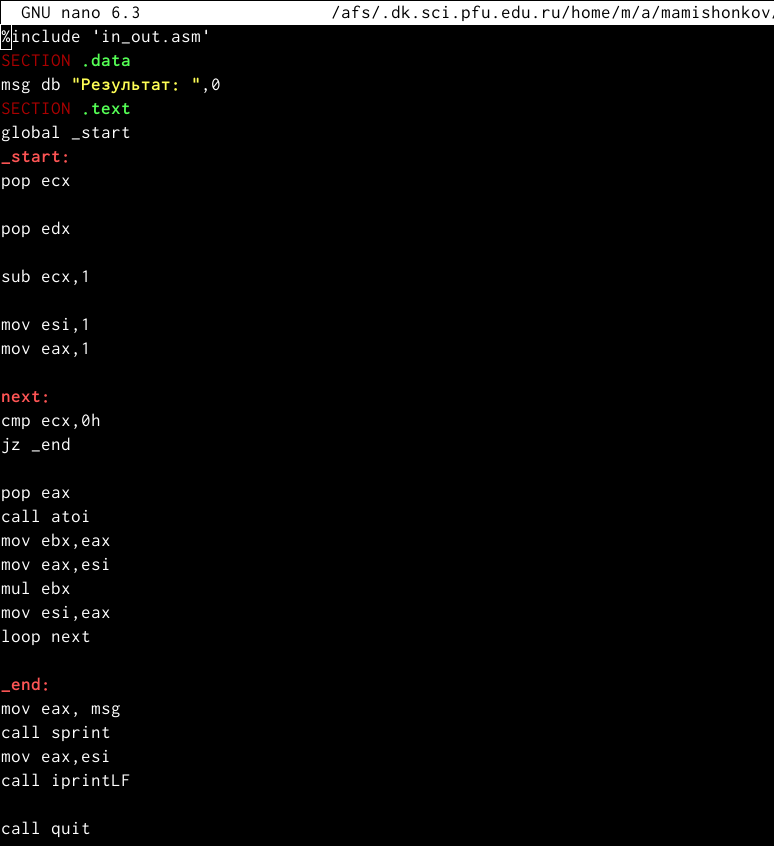 GNU nano 6.3 /afs/.dk.sci.pfu.edu.ru/home/m/a/mamishonkov/
%include 'in_out.asm'
SECTION .data
msg db "Результат: ",0
SECTION .text
global _start
_start:
pop ecx
pop edx
sub ecx,1
mov esi,1
mov eax,1
next:
cmp ecx,0h
jz _end
pop eax
call atoi
mov ebx,eax
mov eax,esi
mul ebx
mov esi,eax
loop next
_end:
mov eax, msg
call sprint
mov eax,esi
call iprintLF
call quit